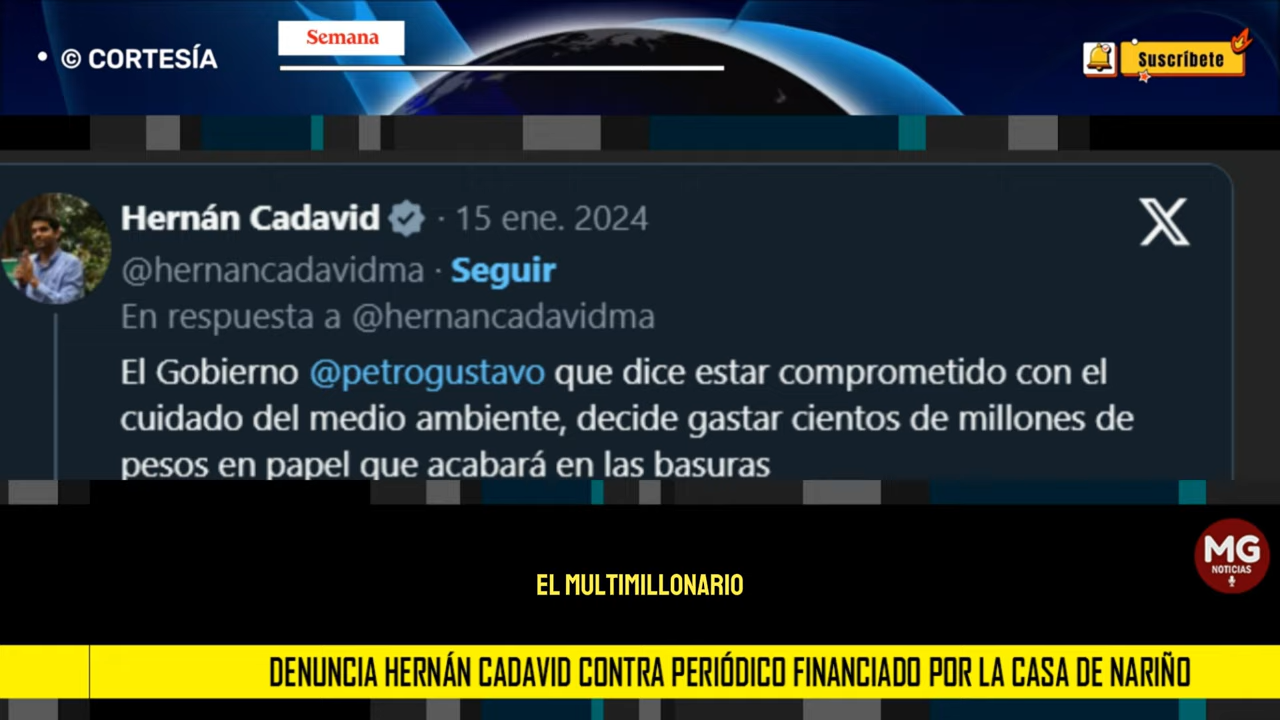 © CORTESÍA
Semana
Suscríbete
Hernán Cadavid · 15 ene. 2024
@hernancadavidma · Seguir
En respuesta a @hernancadavidma
El Gobierno @petrogustavo que dice estar comprometido con el
cuidado del medio ambiente, decide gastar cientos de millones de
pesos en papel que acabará en las basuras
MG
NOTICIAS
EL MULTIMILLONARIO
DENUNCIA HERNÁN CADAVID CONTRA PERIÓDICO FINANCIADO POR LA CASA DE NARIÑO